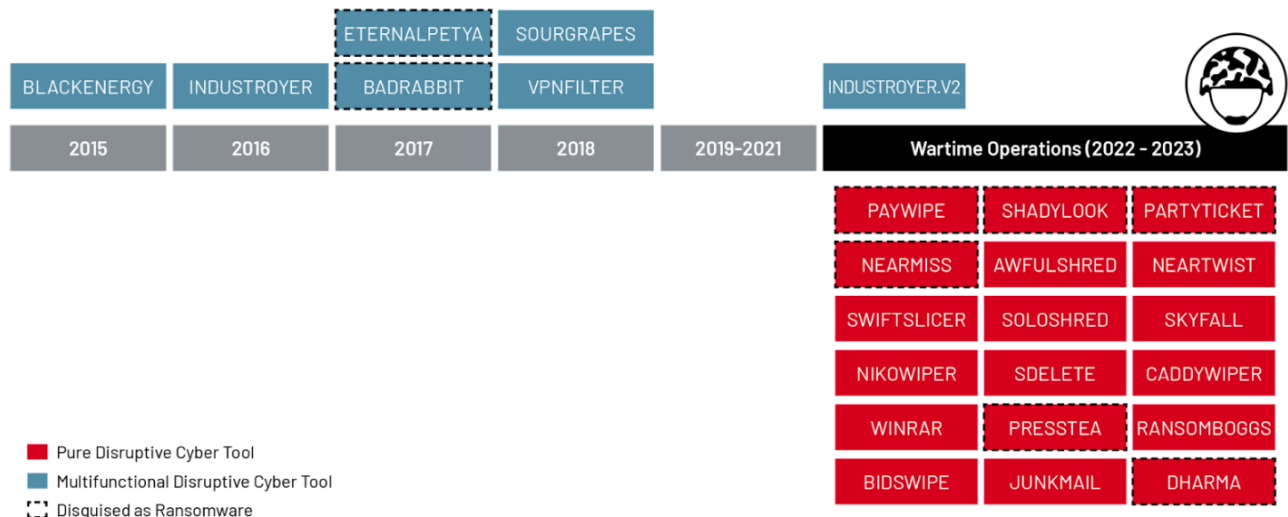 ETERNALPETYA SOURGRAPES
BLACKENERGY INDUSTROYER BADRABBIT VPNFILTER INDUSTROYER.V2
2015 2016 2017 2018 2019-2021 Wartime Operations (2022 - 2023)
PAYWIPE SHADYLOOK PARTYTICKET
NEARMISS AWFULSHRED NEARTWIST
SWIFTSLICER SOLOSHRED SKYFALL
NIKOWIPER SDELETE CADDYWIPER
WINRAR PRESSTEA RANSOMBOGGS
BIDSWIPE JUNKMAIL DHARMA
Pure Disruptive Cyber Tool
Multifunctional Disruptive Cyber Tool
Disguised as Ransomware